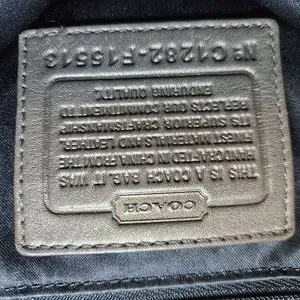 COACH
THIS IS A COACH BAG. IT WAS
HANDCRAFTED IN CHINA FROM THE
FINEST MATERIALS AND LEATHER.
ITS SUPERIOR CRAFTSMANSHIP
REFLECTS OUR COMMITMENT TO
ENDURING QUALITY.
Nº C1282-F15513